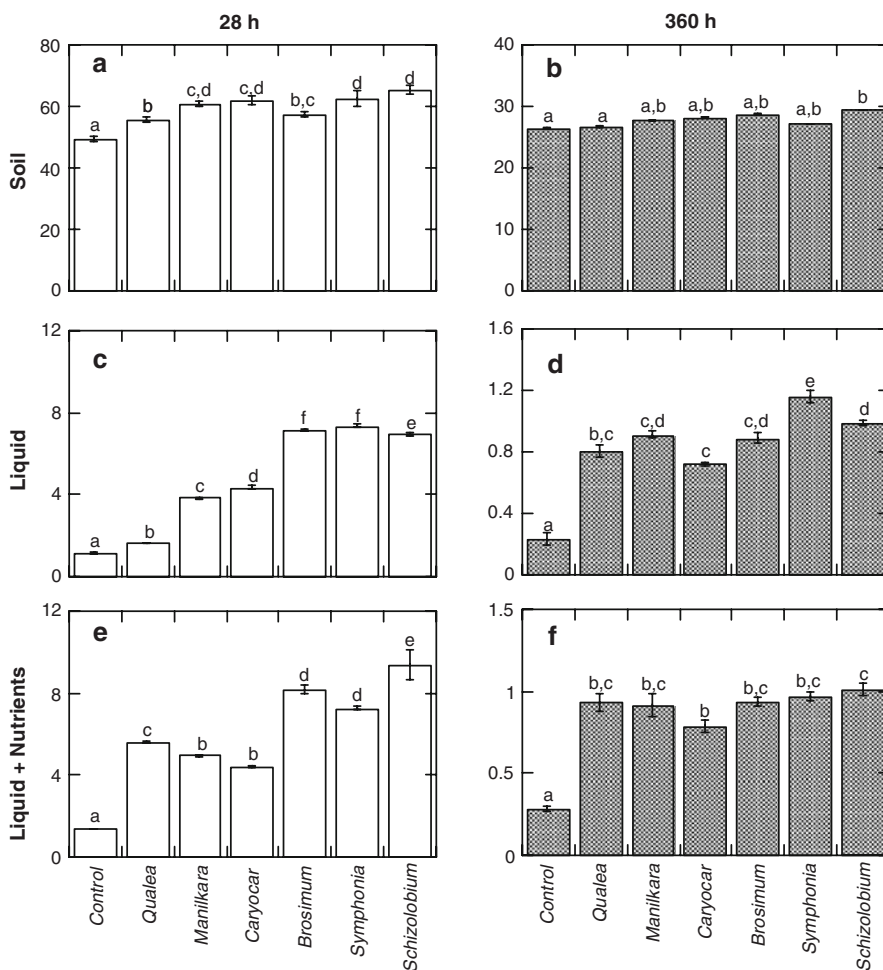 28 h
360 h
a
80
60
40
20
0
Soil
a
b
c,d
c,d
b,c
d
d
b
40
30
20
10
0
a
a
a,b
a,b
a,b
a,b
b
c
12
8
4
0
Liquid
a
b
c
d
f
f
e
d
1.6
1.2
0.8
0.4
0
a
b,c
c,d
c
c,d
e
d
e
12
8
4
0
Liquid + Nutrients
a
c
b
b
d
d
e
f
1.5
1
0.5
0
a
b,c
b,c
b
b,c
b,c
c
Control
Qualea
Manilkara
Caryocar
Brosimum
Symphonia
Schizolobium
Control
Qualea
Manilkara
Caryocar
Brosimum
Symphonia
Schizolobium